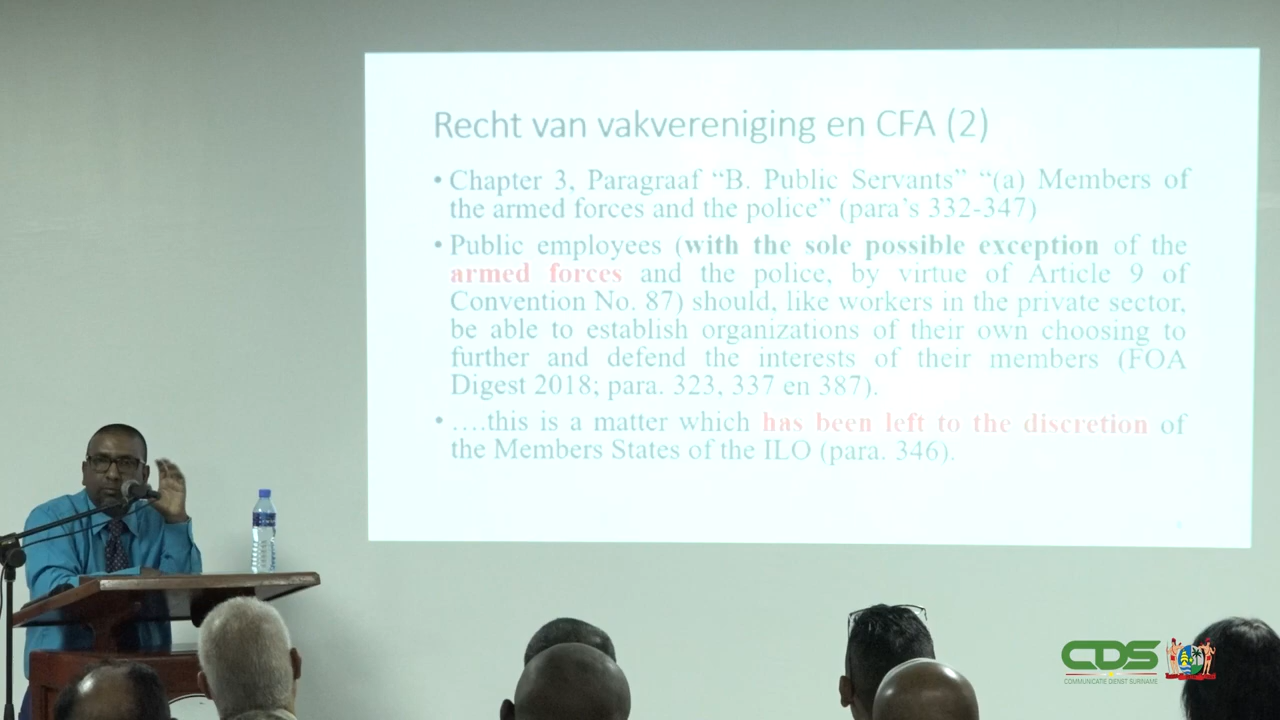 Recht van vakvereniging en CFA (2)
• Chapter 3, Paragraaf “B. Public Servants” “(a) Members of
the armed forces and the police” (para’s 332-347)
• Public employees (with the sole possible exception of the
armed forces and the police, by virtue of Article 9 of
Convention No. 87) should, like workers in the private sector,
be able to establish organizations of their own choosing to
further and defend the interests of their members (FOA
Digest 2018; para. 323, 337 en 387).
• ….this is a matter which has been left to the discretion of
the Members States of the ILO (para. 346).
CDS
COMMUNICATIE DIENST SURINAME